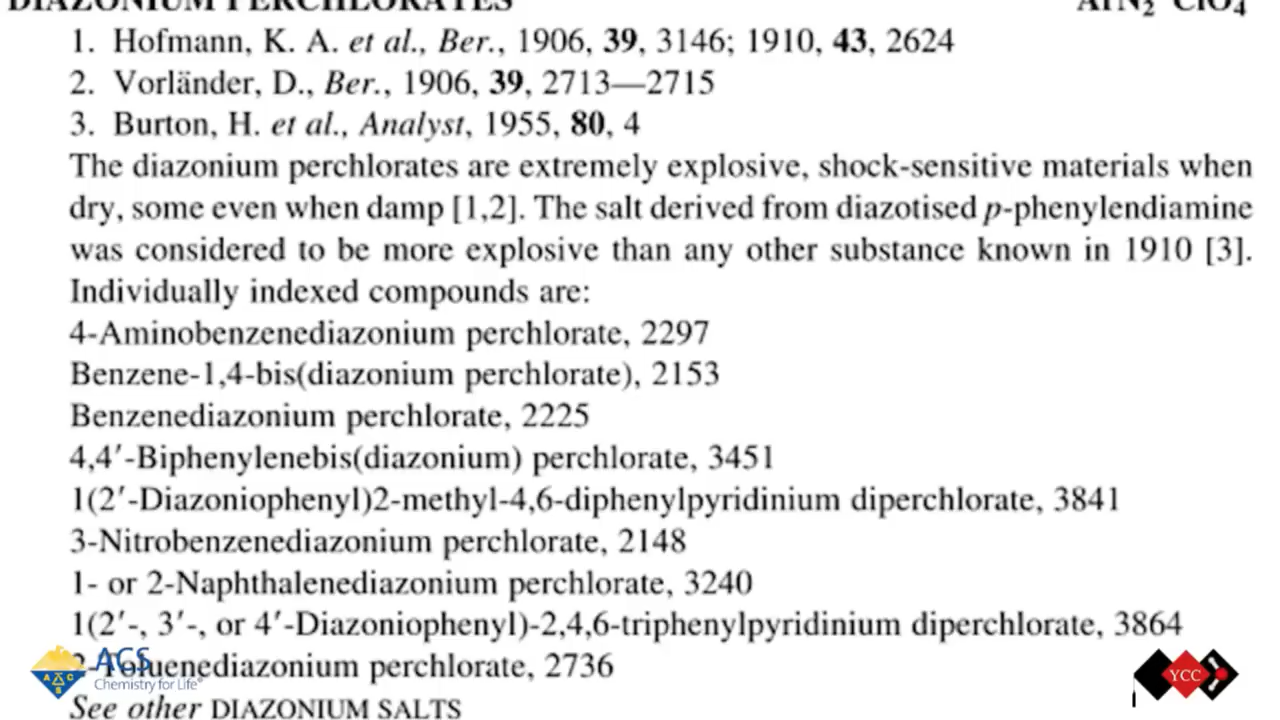 DIAZONIUM PERCHLORATES ArN2+ ClO4−
1. Hofmann, K. A. et al., Ber., 1906, 39, 3146; 1910, 43, 2624
2. Vorländer, D., Ber., 1906, 39, 2713—2715
3. Burton, H. et al., Analyst, 1955, 80, 4
The diazonium perchlorates are extremely explosive, shock-sensitive materials when
dry, some even when damp [1,2]. The salt derived from diazotised p-phenylendiamine
was considered to be more explosive than any other substance known in 1910 [3].
Individually indexed compounds are:
4-Aminobenzenediazonium perchlorate, 2297
Benzene-1,4-bis(diazonium perchlorate), 2153
Benzenediazonium perchlorate, 2225
4,4′-Biphenylenebis(diazonium) perchlorate, 3451
1(2′-Diazoniophenyl)2-methyl-4,6-diphenylpyridinium diperchlorate, 3841
3-Nitrobenzenediazonium perchlorate, 2148
1- or 2-Naphthalenediazonium perchlorate, 3240
1(2′-, 3′-, or 4′-Diazoniophenyl)-2,4,6-triphenylpyridinium diperchlorate, 3864
2-Toluenediazonium perchlorate, 2736
See other DIAZONIUM SALTS
ACS
Chemistry for Life®
A C C S
YCC